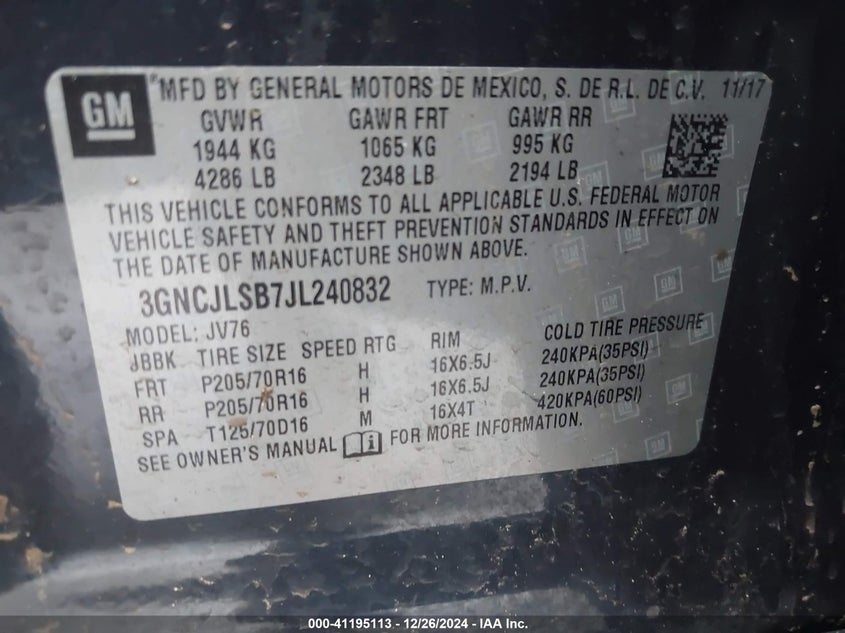 GM
*MFD BY GENERAL MOTORS DE MEXICO, S. DE R.L. DE C.V. 11/17
GVWR GAWR FRT GAWR RR
1944 KG 1065 KG 995 KG
4286 LB 2348 LB 2194 LB
THIS VEHICLE CONFORMS TO ALL APPLICABLE U.S. FEDERAL MOTOR
VEHICLE SAFETY AND THEFT PREVENTION STANDARDS IN EFFECT ON
THE DATE OF MANUFACTURE SHOWN ABOVE.
3GNCJLSB7JL240832 TYPE: M.P.V.
MODEL: JV76
JBBK TIRE SIZE SPEED RTG RIM COLD TIRE PRESSURE
FRT P205/70R16 H 16X6.5J 240KPA(35PSI)
RR P205/70R16 H 16X6.5J 240KPA(35PSI)
SPA T125/70D16 M 16X4T 420KPA(60PSI)
SEE OWNER'S MANUAL FOR MORE INFORMATION.
000-41195113 - 12/26/2024 - IAA Inc.